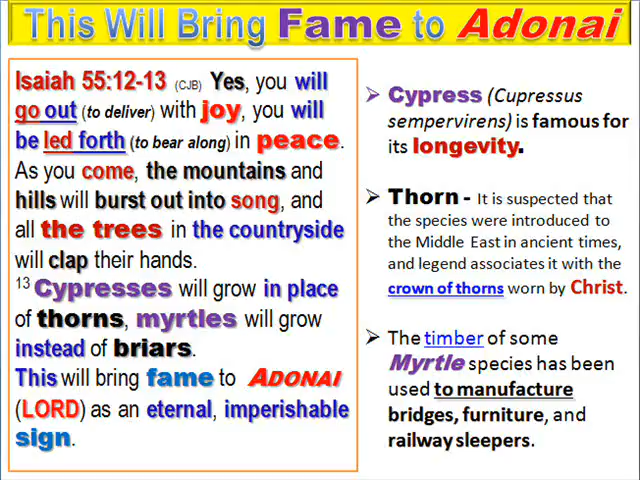 This Will Bring Fame to Adonai
Isaiah 55:12-13 (CJB) Yes, you will
go out (to deliver) with joy, you will
be led forth (to bear along) in peace.
As you come, the mountains and
hills will burst out into song, and
all the trees in the countryside
will clap their hands.
13 Cypresses will grow in place
of thorns, myrtles will grow
instead of briars.
This will bring fame to ADONAI
(LORD) as an eternal, imperishable
sign.
➢ Cypress (Cupressus
sempervirens) is famous for
its longevity.
➢ Thorn - It is suspected that
the species were introduced to
the Middle East in ancient times,
and legend associates it with the
crown of thorns worn by Christ.
➢ The timber of some
Myrtle species has been
used to manufacture
bridges, furniture, and
railway sleepers.